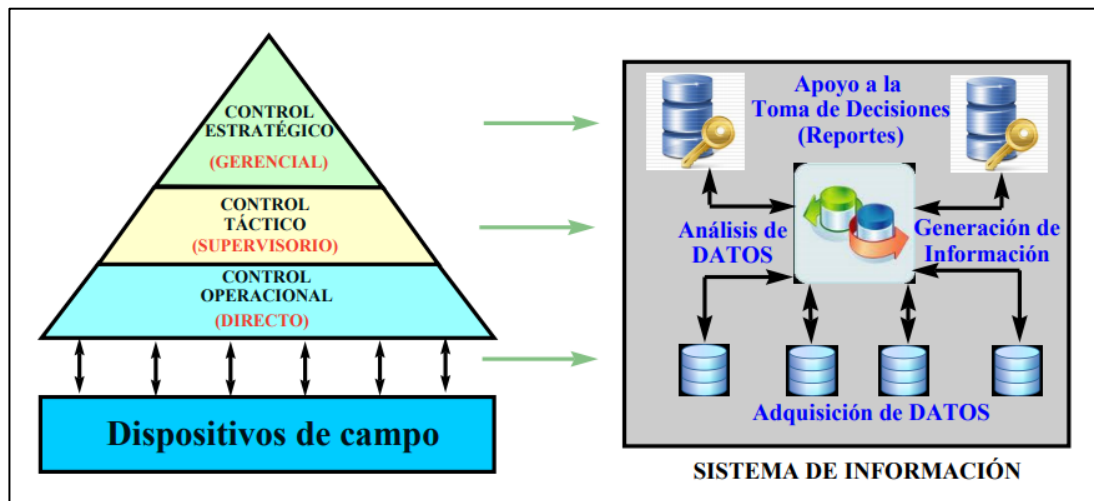 CONTROL
ESTRATÉGICO
(GERENCIAL)
CONTROL
TÁCTICO
(SUPERVISORIO)
CONTROL
OPERACIONAL
(DIRECTO)
Dispositivos de campo
Apoyo a la
Toma de Decisiones
(Reportes)
Análisis de
DATOS
Generación de
Información
Adquisición de DATOS
SISTEMA DE INFORMACIÓN